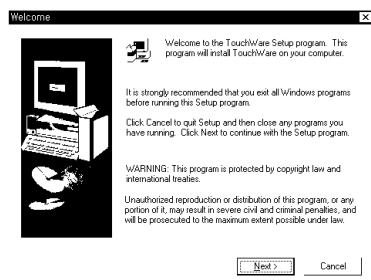 Welcome
Welcome to the TouchWare Setup program. This
program will install TouchWare on your computer.
It is strongly recommended that you exit all Windows programs
before running this Setup program.
Click Cancel to quit Setup and then close any programs you
have running. Click Next to continue with the Setup program.
WARNING: This program is protected by copyright law and
international treaties.
Unauthorized reproduction or distribution of this program, or any
portion of it, may result in severe civil and criminal penalties, and
will be prosecuted to the maximum extent possible under law.
Next > Cancel